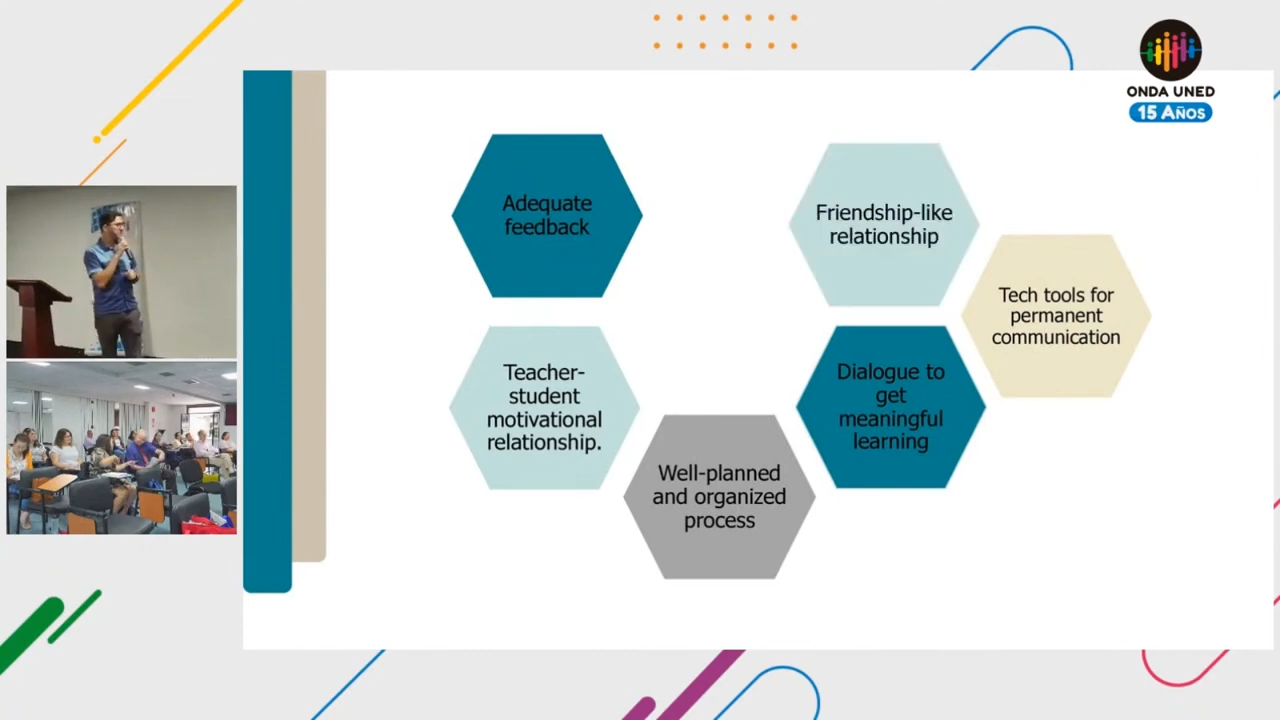 ONDA UNED
15 AÑOS
Adequate
feedback
Friendship-like
relationship
Tech tools for
permanent
communication
Teacher-
student
motivational
relationship.
Dialogue to
get
meaningful
learning
Well-planned
and organized
process